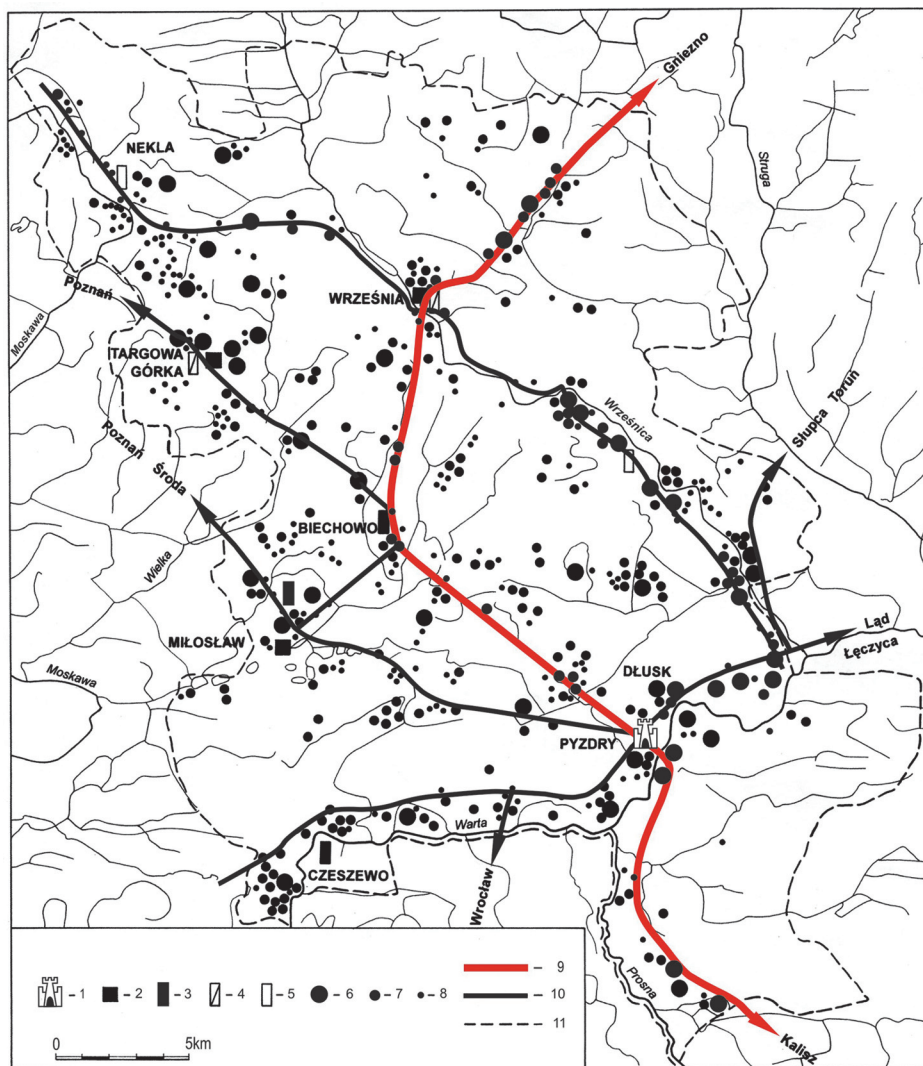 Gniezno
Struga
NEKLA
Poznań
WRZEŚNIA
Moskawa
TARGOWA
GÓRKA
Września
Słupca Toruń
Poznań Środa
BIECHOWO
Wielka
MIŁOSŁAW
Ląd
Łęczyca
Moskawa
DŁUSK
PYZDRY
Warta
CZESZEWO
Wrocław
Prosna
Kalisz
- 1 - 2 - 3 - 4 - 5 - 6 - 7 - 8 - 9
- 10
- 11
0 5km